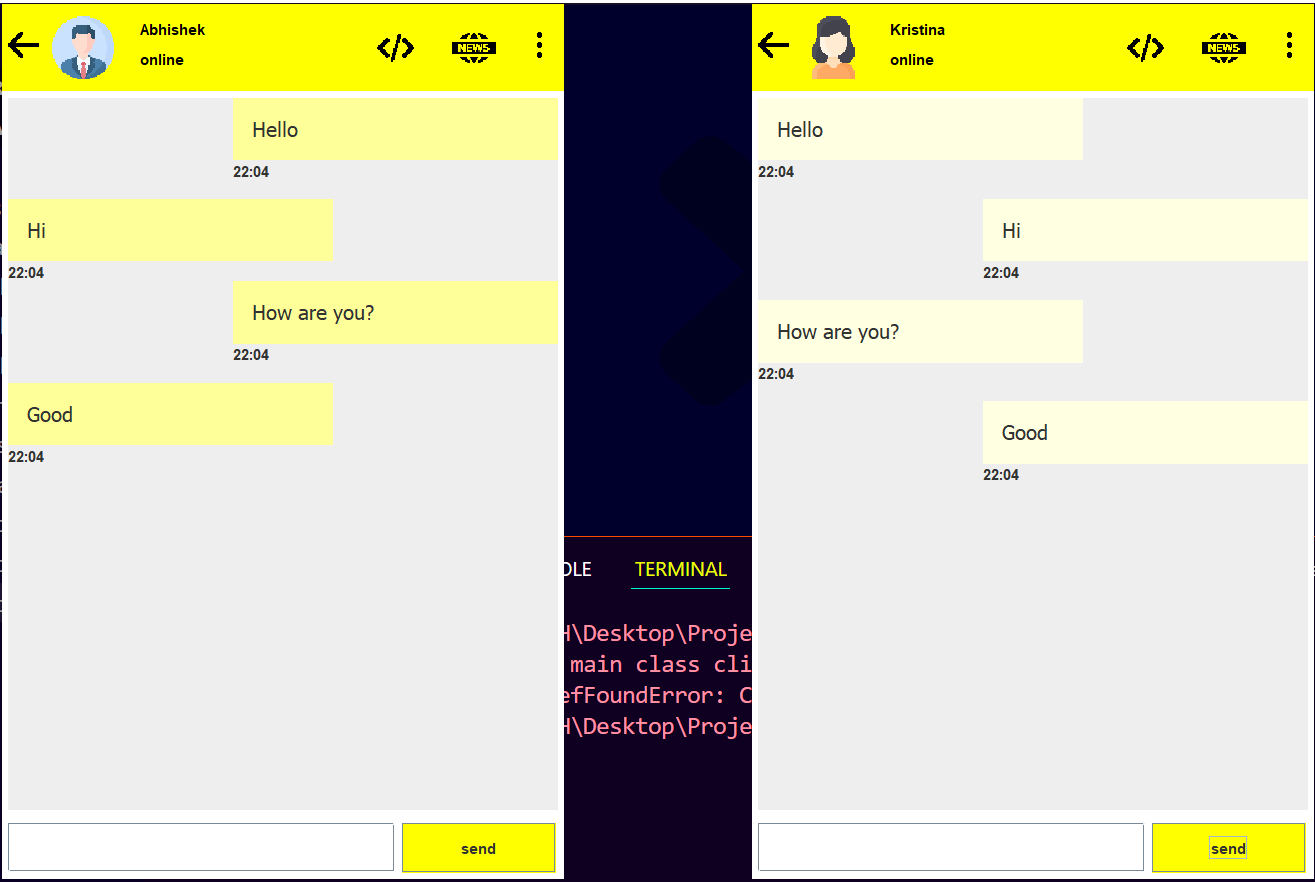 Abhishek
online
NEWS
Hello
22:04
Hi
22:04
How are you?
22:04
Good
22:04
send
OLE TERMINAL
H\Desktop\Proje
main class cli
efFoundError: C
H\Desktop\Proje
Kristina
online
NEWS
Hello
22:04
Hi
22:04
How are you?
22:04
Good
22:04
send